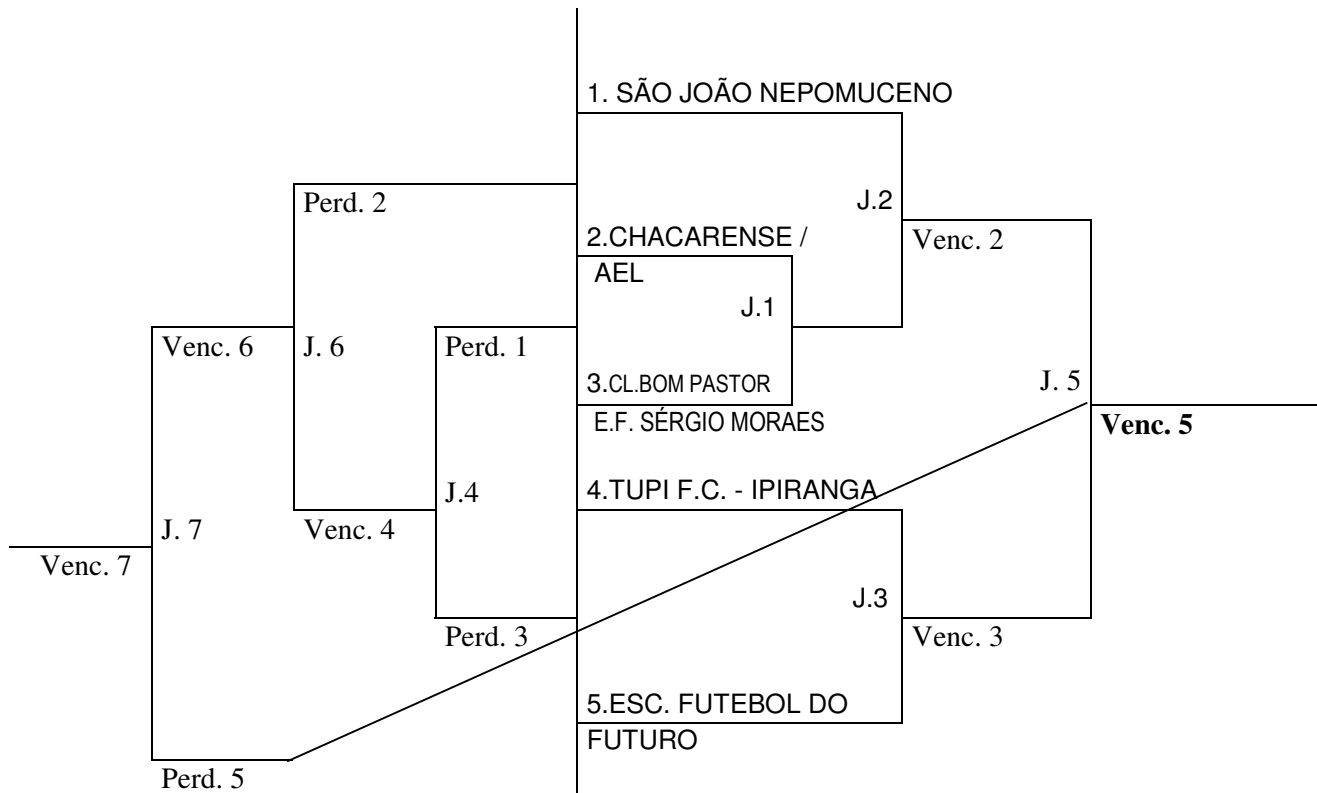 1. SÃO JOÃO NEPOMUCENO
Perd. 2
J.2
2.CHACARENSE /
AEL
Venc. 2
J.1
Venc. 6
J. 6
Perd. 1
3.CL.BOM PASTOR
E.F. SÉRGIO MORAES
J. 5
Venc. 5
4.TUPI F.C. - IPIRANGA
J.4
J. 7
Venc. 4
Venc. 7
J.3
Perd. 3
Venc. 3
5.ESC. FUTEBOL DO
FUTURO
Perd. 5